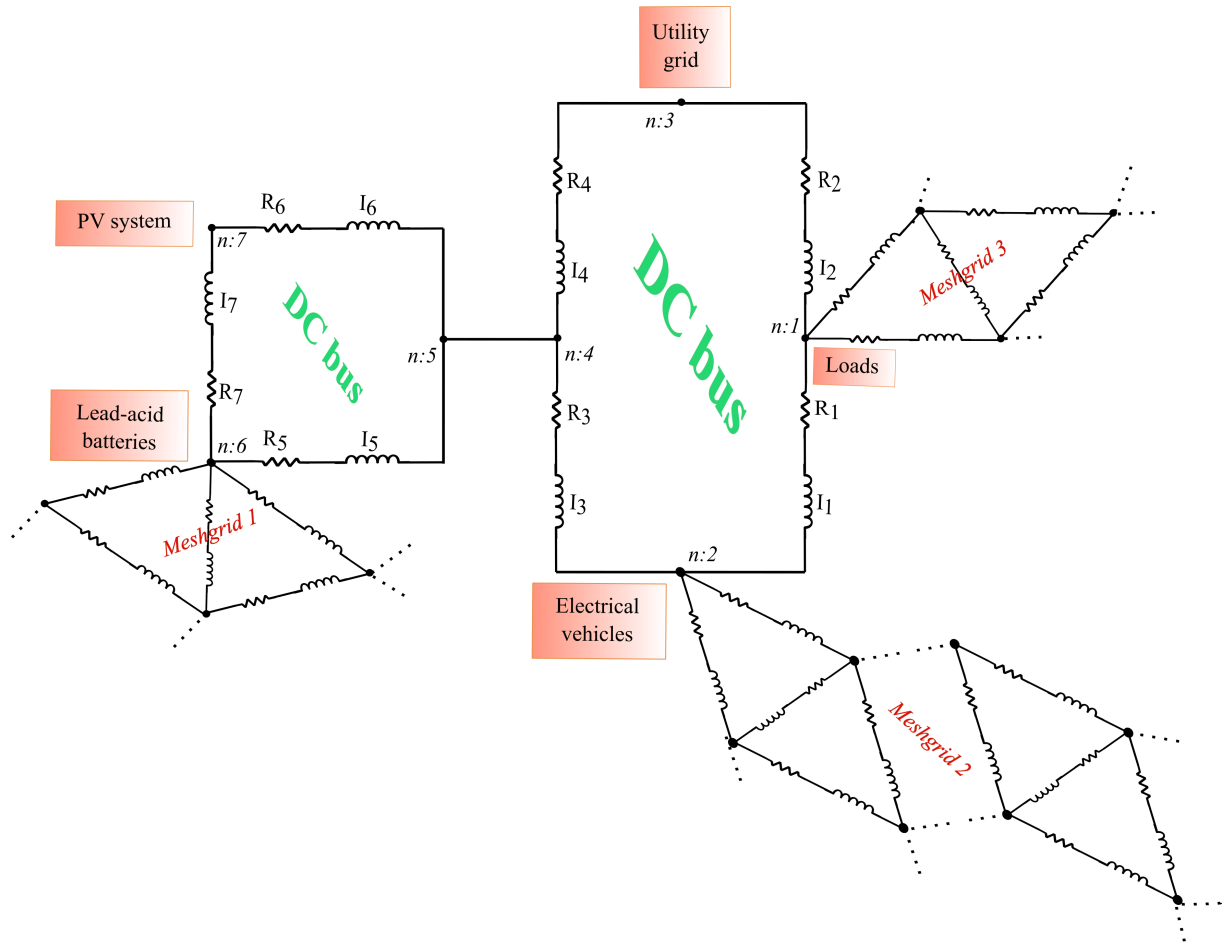 Utility
grid
n:3
R4
R2
PV system
R6
I6
n:7
I4
I2
I7
DC bus
DC bus
Meshgrid 3
n:1
n:5
n:4
Loads
R7
R3
R1
Lead-acid
batteries
n:6
R5
I5
I3
I1
Meshgrid 1
n:2
Electrical
vehicles
Meshgrid 2